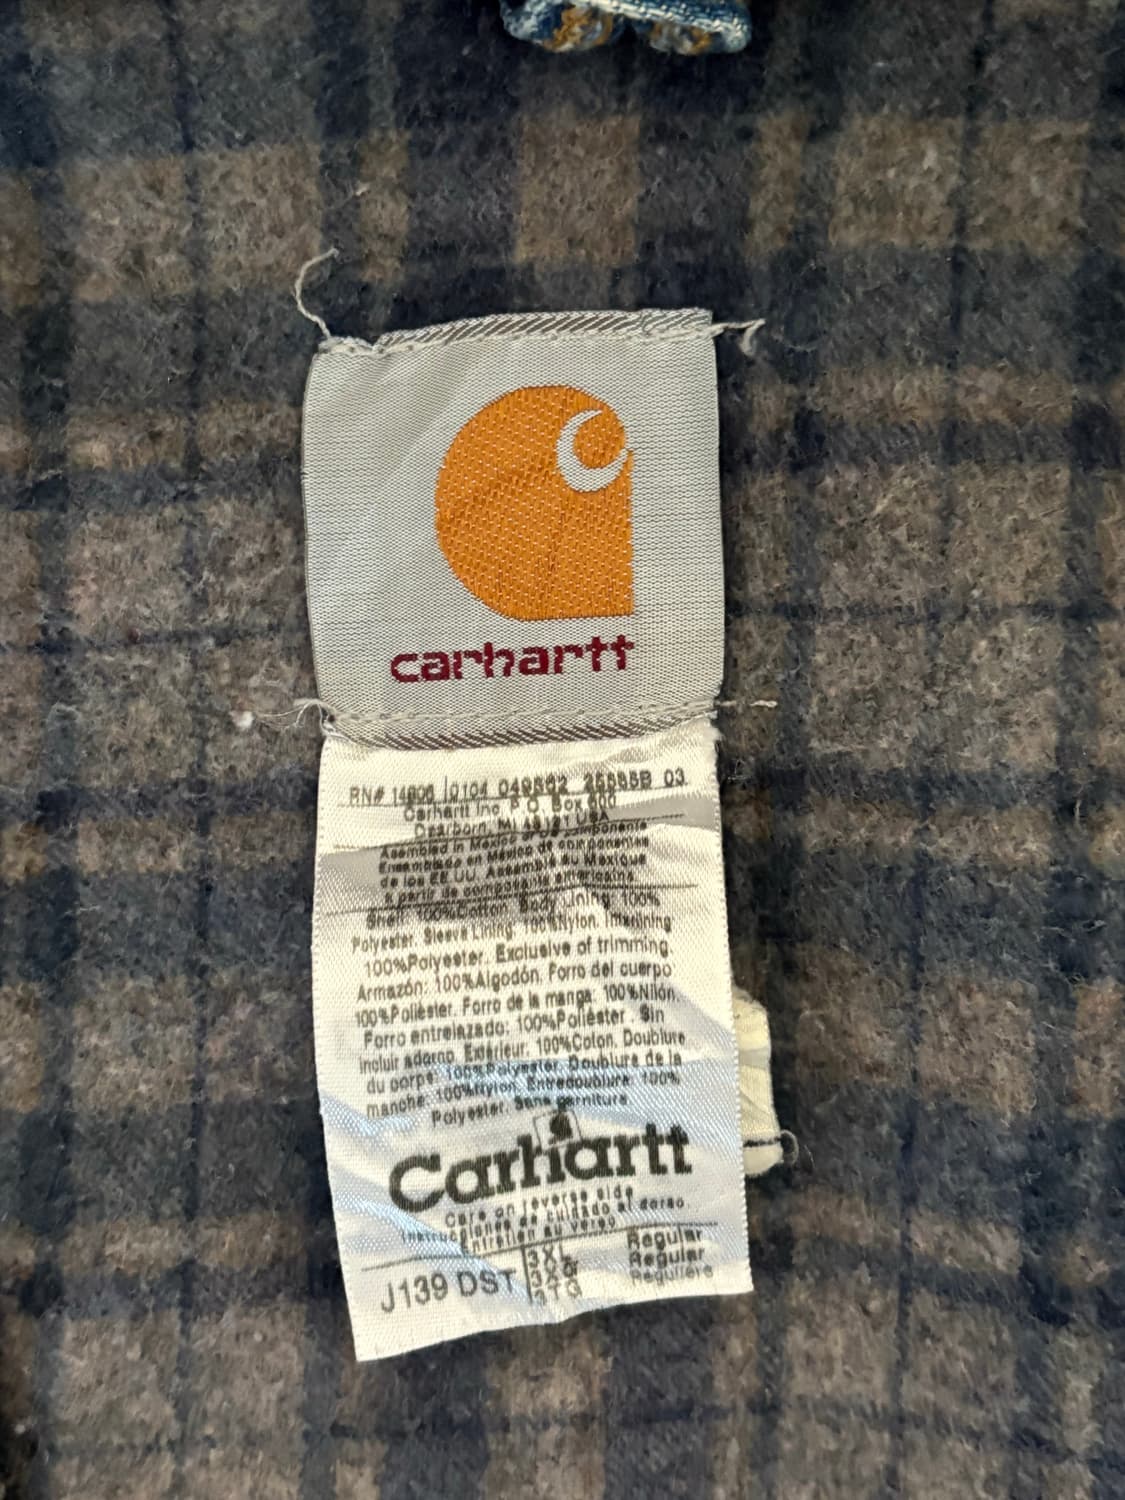 carhartt
RN# 14806 0104 049562 25585B 03
Carhartt Inc. P.O. Box 600
Dearborn, MI 48121 USA
Assembled in Mexico componente
Ensemblado en Mexico de componentes
de los EE.UU. Assemblé au Mexique
à partir de composants américains
Shell: 100%Cotton. Body Lining: 100%
Polyester. Sleeve Lining: 100%Nylon. Interlining
100%Polyester. Exclusive of trimming.
Armazón: 100%Algodón. Forro del cuerpo
100%Poliéster. Forro de la manga: 100%Nilón.
Forro entrelazado: 100%Poliéster. Sin
incluir adorno. Extérieur: 100%Coton. Doublure
du corps: 100%Polyester. Doublure de la
manche: 100%Nylon. Entredoublure: 100%
Polyester. Sans garniture.
Carhartt
Care on reverse side
Instrucciones de cuidado al dorso.
Entretien au verso
3XL Regular
3XGr Regular
J139 DST 3TG Régulière